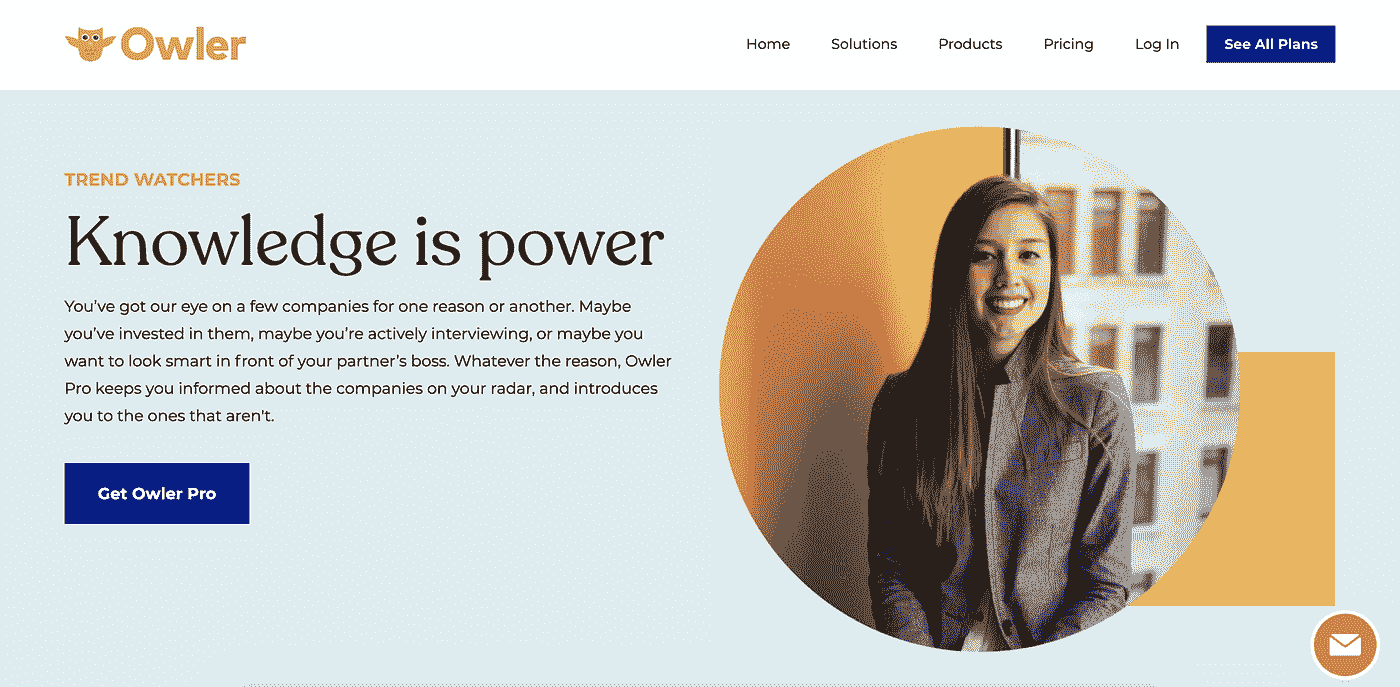 Owler
Home
Solutions
Products
Pricing
Log In
See All Plans
TREND WATCHERS
Knowledge is power
You’ve got our eye on a few companies for one reason or another. Maybe
you’ve invested in them, maybe you’re actively interviewing, or maybe you
want to look smart in front of your partner’s boss. Whatever the reason, Owler
Pro keeps you informed about the companies on your radar, and introduces
you to the ones that aren't.
Get Owler Pro